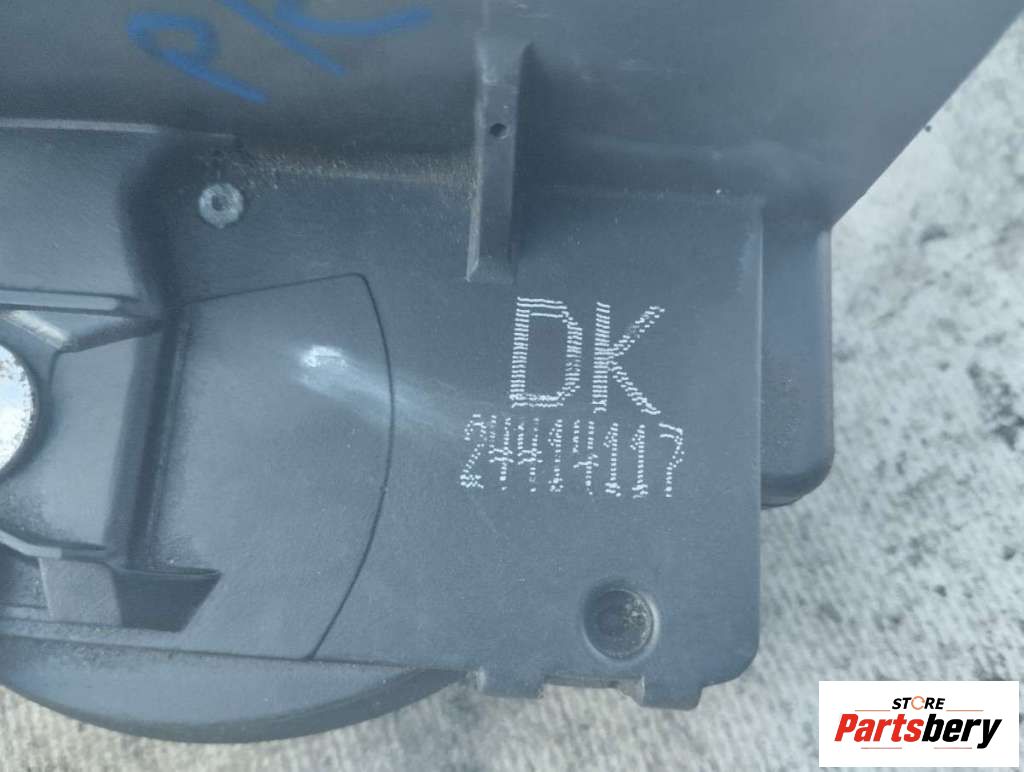 P/C
DK
24414117
STORE
Partsbery